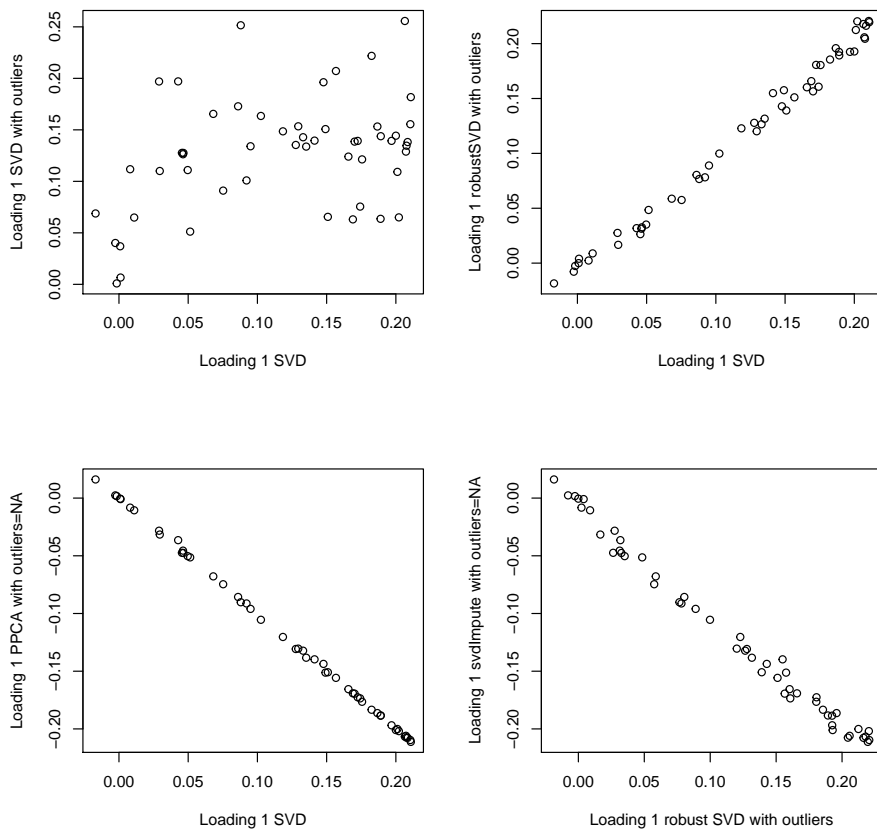 Loading 1 SVD with outliers
0.00 0.05 0.10 0.15 0.20 0.25
0.00 0.05 0.10 0.15 0.20
Loading 1 SVD
Loading 1 robustSVD with outliers
0.00 0.05 0.10 0.15 0.20
0.00 0.05 0.10 0.15 0.20
Loading 1 SVD
Loading 1 PPCA with outliers=NA
−0.20 −0.15 −0.10 −0.05 0.00
0.00 0.05 0.10 0.15 0.20
Loading 1 SVD
Loading 1 svdImpute with outliers=NA
−0.20 −0.15 −0.10 −0.05 0.00
0.00 0.05 0.10 0.15 0.20
Loading 1 robust SVD with outliers